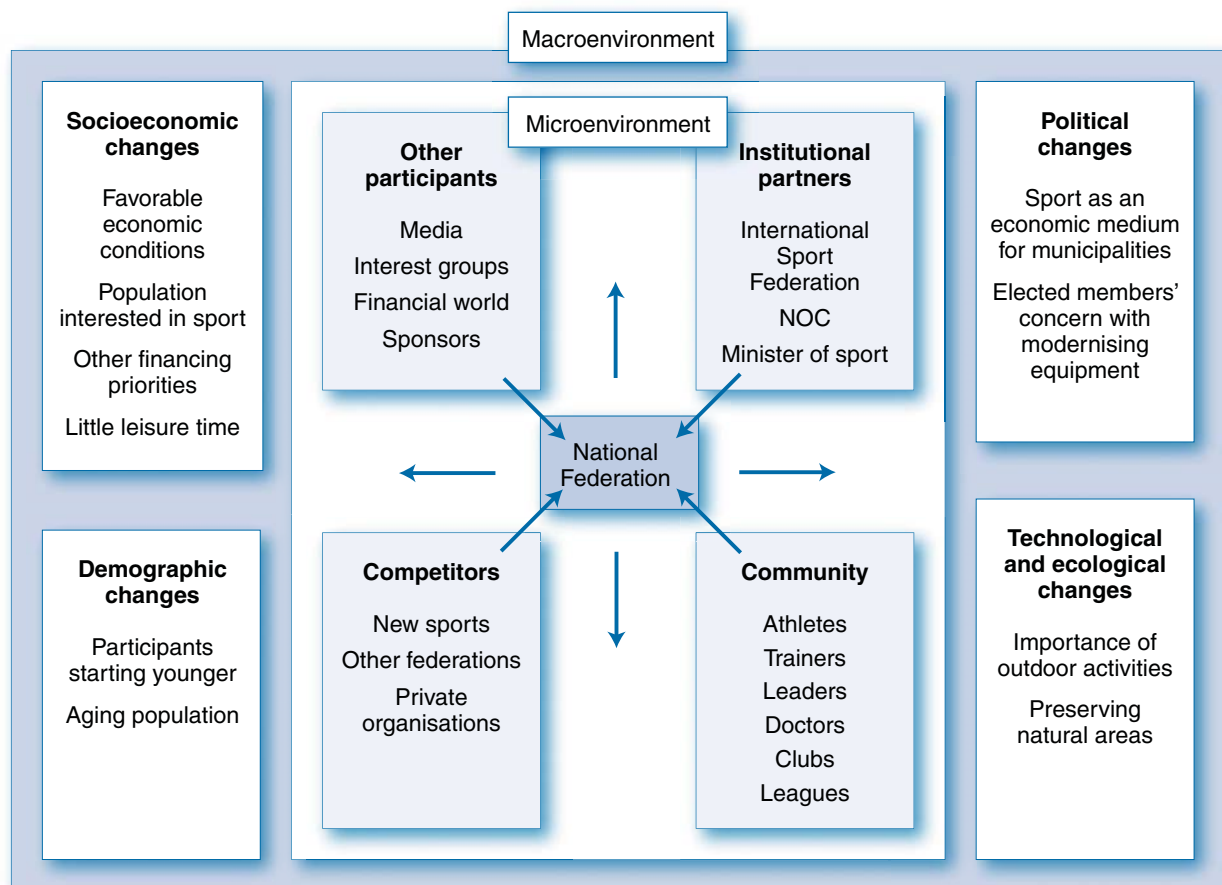 Macroenvironment
Socioeconomic
changes
Favorable
economic
conditions
Population
interested in sport
Other financing
priorities
Little leisure time
Demographic
changes
Participants
starting younger
Aging population
Microenvironment
Other
participants
Media
Interest groups
Financial world
Sponsors
Institutional
partners
International
Sport
Federation
NOC
Minister of sport
National
Federation
Competitors
New sports
Other federations
Private
organisations
Community
Athletes
Trainers
Leaders
Doctors
Clubs
Leagues
Political
changes
Sport as an
economic medium
for municipalities
Elected members’
concern with
modernising
equipment
Technological
and ecological
changes
Importance of
outdoor activities
Preserving
natural areas